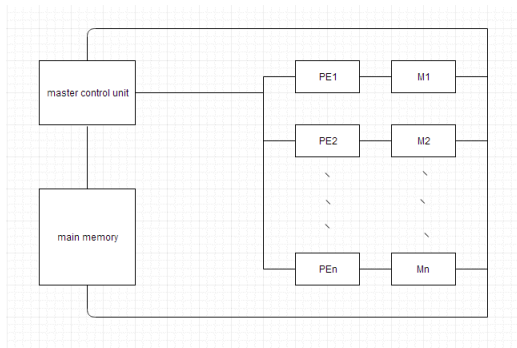 master control unit
PE1
M1
PE2
M2
main memory
PEn
Mn